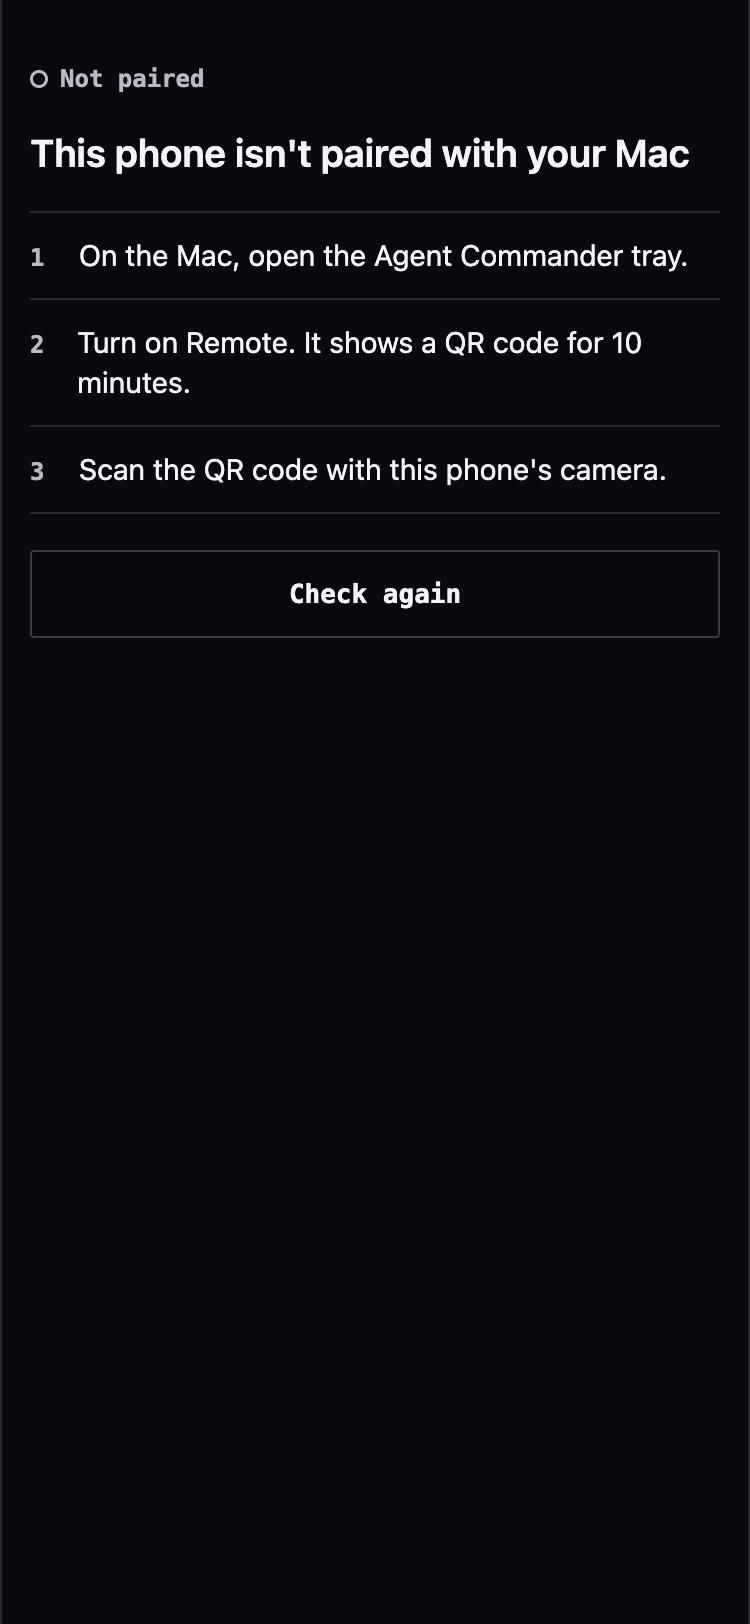 Not paired
This phone isn't paired with your Mac
1 On the Mac, open the Agent Commander tray.
2 Turn on Remote. It shows a QR code for 10
minutes.
3 Scan the QR code with this phone's camera.
Check again